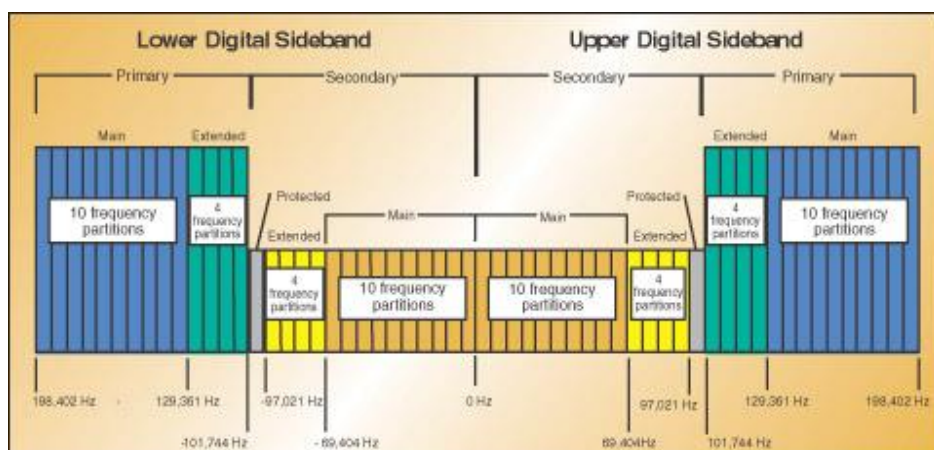 Lower Digital Sideband
Upper Digital Sideband
Primary
Secondary
Secondary
Primary
Main
Extended
Extended
Main
Protected
Protected
10 frequency
partitions
4
frequency
partitions
Main
Main
4
frequency
partitions
10 frequency
partitions
Extended
Extended
4
frequency
partitions
10 frequency
partitions
10 frequency
partitions
4
frequency
partitions
198,402 Hz
-
129,361 Hz
-97,021 Hz
0 Hz
97,021 Hz
129,361 Hz
198,402 Hz
-101,744 Hz
- 69,404 Hz
69,404Hz
101,744 Hz